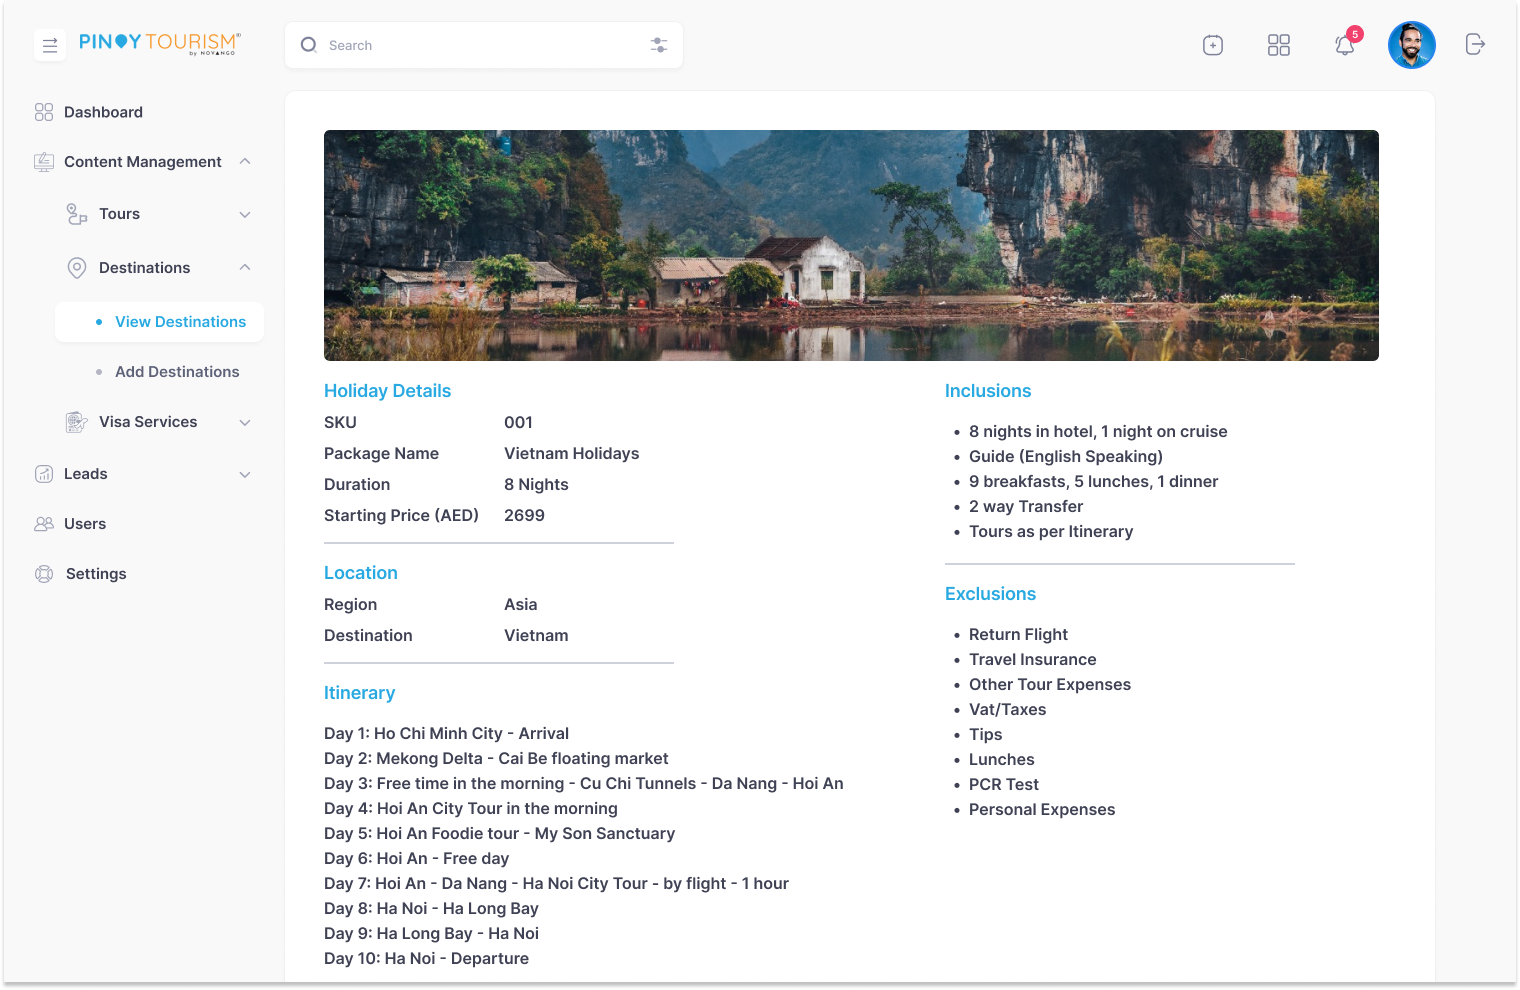 PINOY TOURISM®
by NOVANGO
Search
5
Dashboard
Content Management
Tours
Destinations
View Destinations
Add Destinations
Visa Services
Leads
Users
Settings
Holiday Details
SKU 001
Package Name Vietnam Holidays
Duration 8 Nights
Starting Price (AED) 2699
Location
Region Asia
Destination Vietnam
Itinerary
Day 1: Ho Chi Minh City - Arrival
Day 2: Mekong Delta - Cai Be floating market
Day 3: Free time in the morning - Cu Chi Tunnels - Da Nang - Hoi An
Day 4: Hoi An City Tour in the morning
Day 5: Hoi An Foodie tour - My Son Sanctuary
Day 6: Hoi An - Free day
Day 7: Hoi An - Da Nang - Ha Noi City Tour - by flight - 1 hour
Day 8: Ha Noi - Ha Long Bay
Day 9: Ha Long Bay - Ha Noi
Day 10: Ha Noi - Departure
Inclusions
• 8 nights in hotel, 1 night on cruise
• Guide (English Speaking)
• 9 breakfasts, 5 lunches, 1 dinner
• 2 way Transfer
• Tours as per Itinerary
Exclusions
• Return Flight
• Travel Insurance
• Other Tour Expenses
• Vat/Taxes
• Tips
• Lunches
• PCR Test
• Personal Expenses